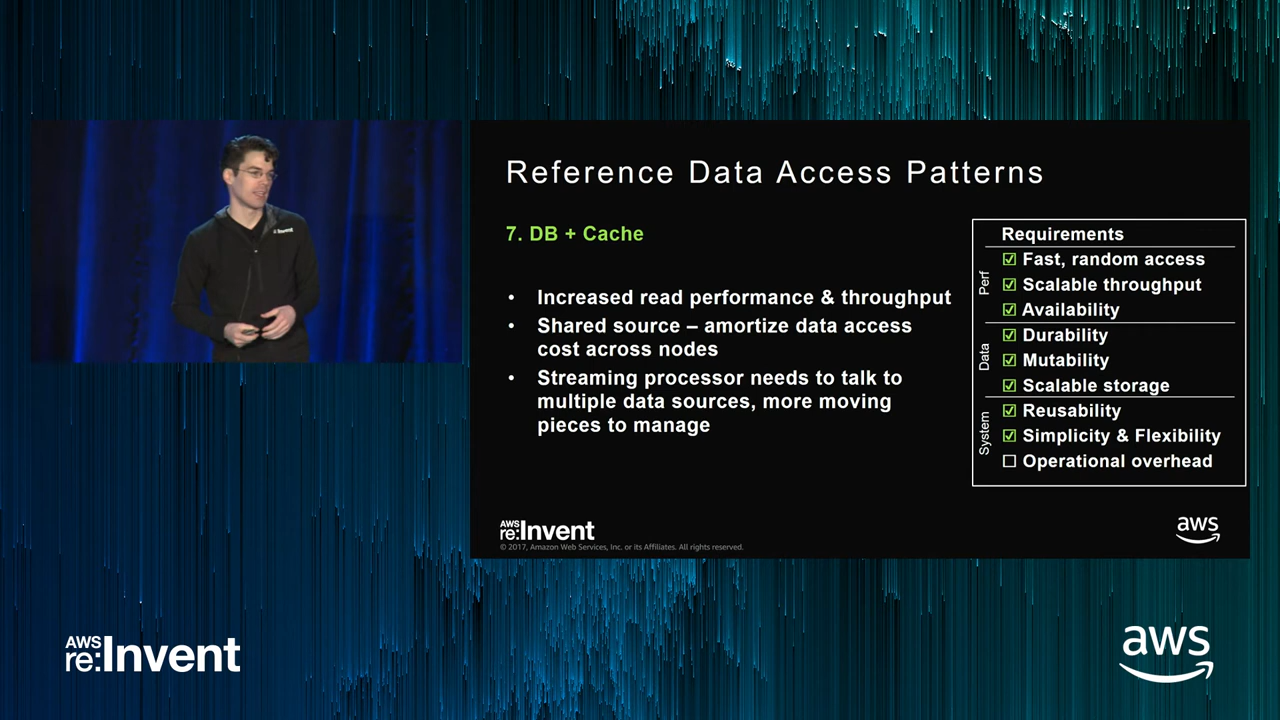 Reference Data Access Patterns
7. DB + Cache
• Increased read performance & throughput
• Shared source – amortize data access
cost across nodes
• Streaming processor needs to talk to
multiple data sources, more moving
pieces to manage
Requirements
Perf
☑ Fast, random access
☑ Scalable throughput
☑ Availability
Data
☑ Durability
☑ Mutability
☑ Scalable storage
System
☑ Reusability
☑ Simplicity & Flexibility
☐ Operational overhead
AWS
re:Invent
© 2017, Amazon Web Services, Inc. or its Affiliates. All rights reserved.
aws
AWS
re:Invent
aws